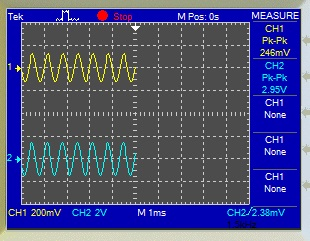 Tek Stop M Pos: 0s MEASURE
CH1
Pk-Pk
246mV
CH2
Pk-Pk
2.95V
CH1
None
CH1
None
CH1
None
1
2
CH1 200mV CH2 2V M 1ms CH2 2.38mV